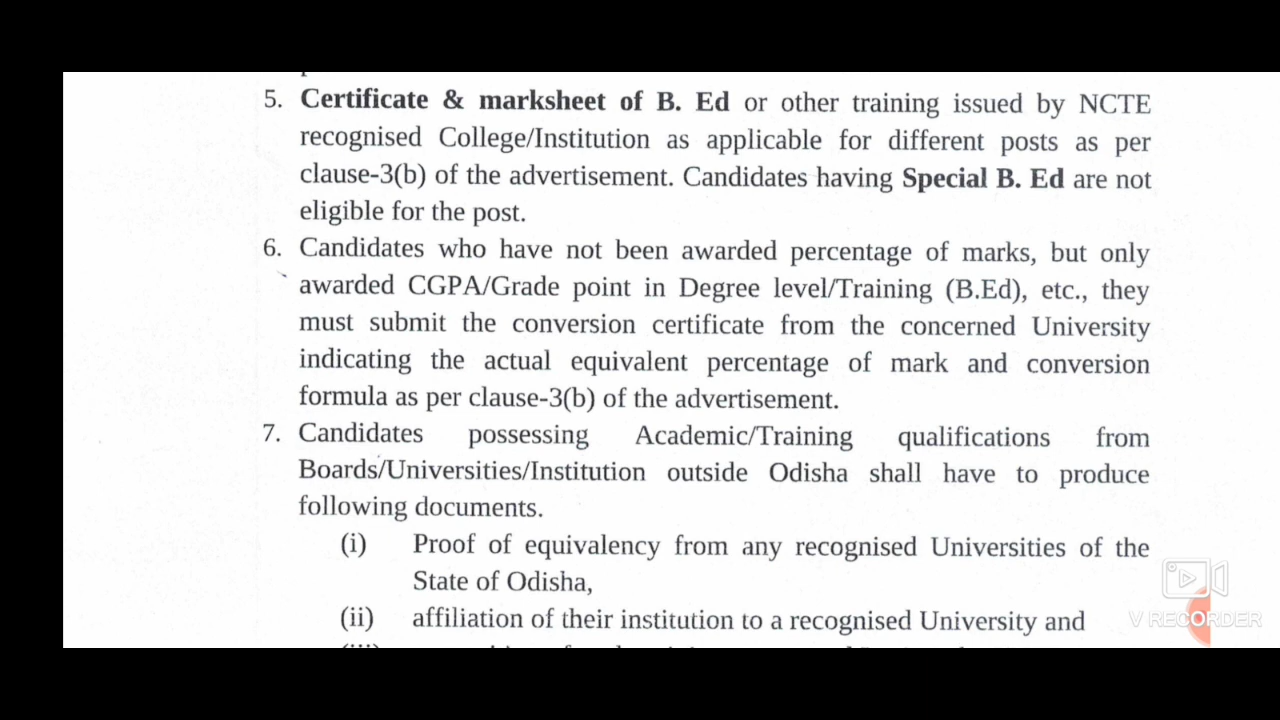 5. Certificate & marksheet of B. Ed or other training issued by NCTE
recognised College/Institution as applicable for different posts as per
clause-3(b) of the advertisement. Candidates having Special B. Ed are not
eligible for the post.
6. Candidates who have not been awarded percentage of marks, but only
awarded CGPA/Grade point in Degree level/Training (B.Ed), etc., they
must submit the conversion certificate from the concerned University
indicating the actual equivalent percentage of mark and conversion
formula as per clause-3(b) of the advertisement.
7. Candidates possessing Academic/Training qualifications from
Boards/Universities/Institution outside Odisha shall have to produce
following documents.
(i) Proof of equivalency from any recognised Universities of the
State of Odisha,
(ii) affiliation of their institution to a recognised University and
V RECORDER